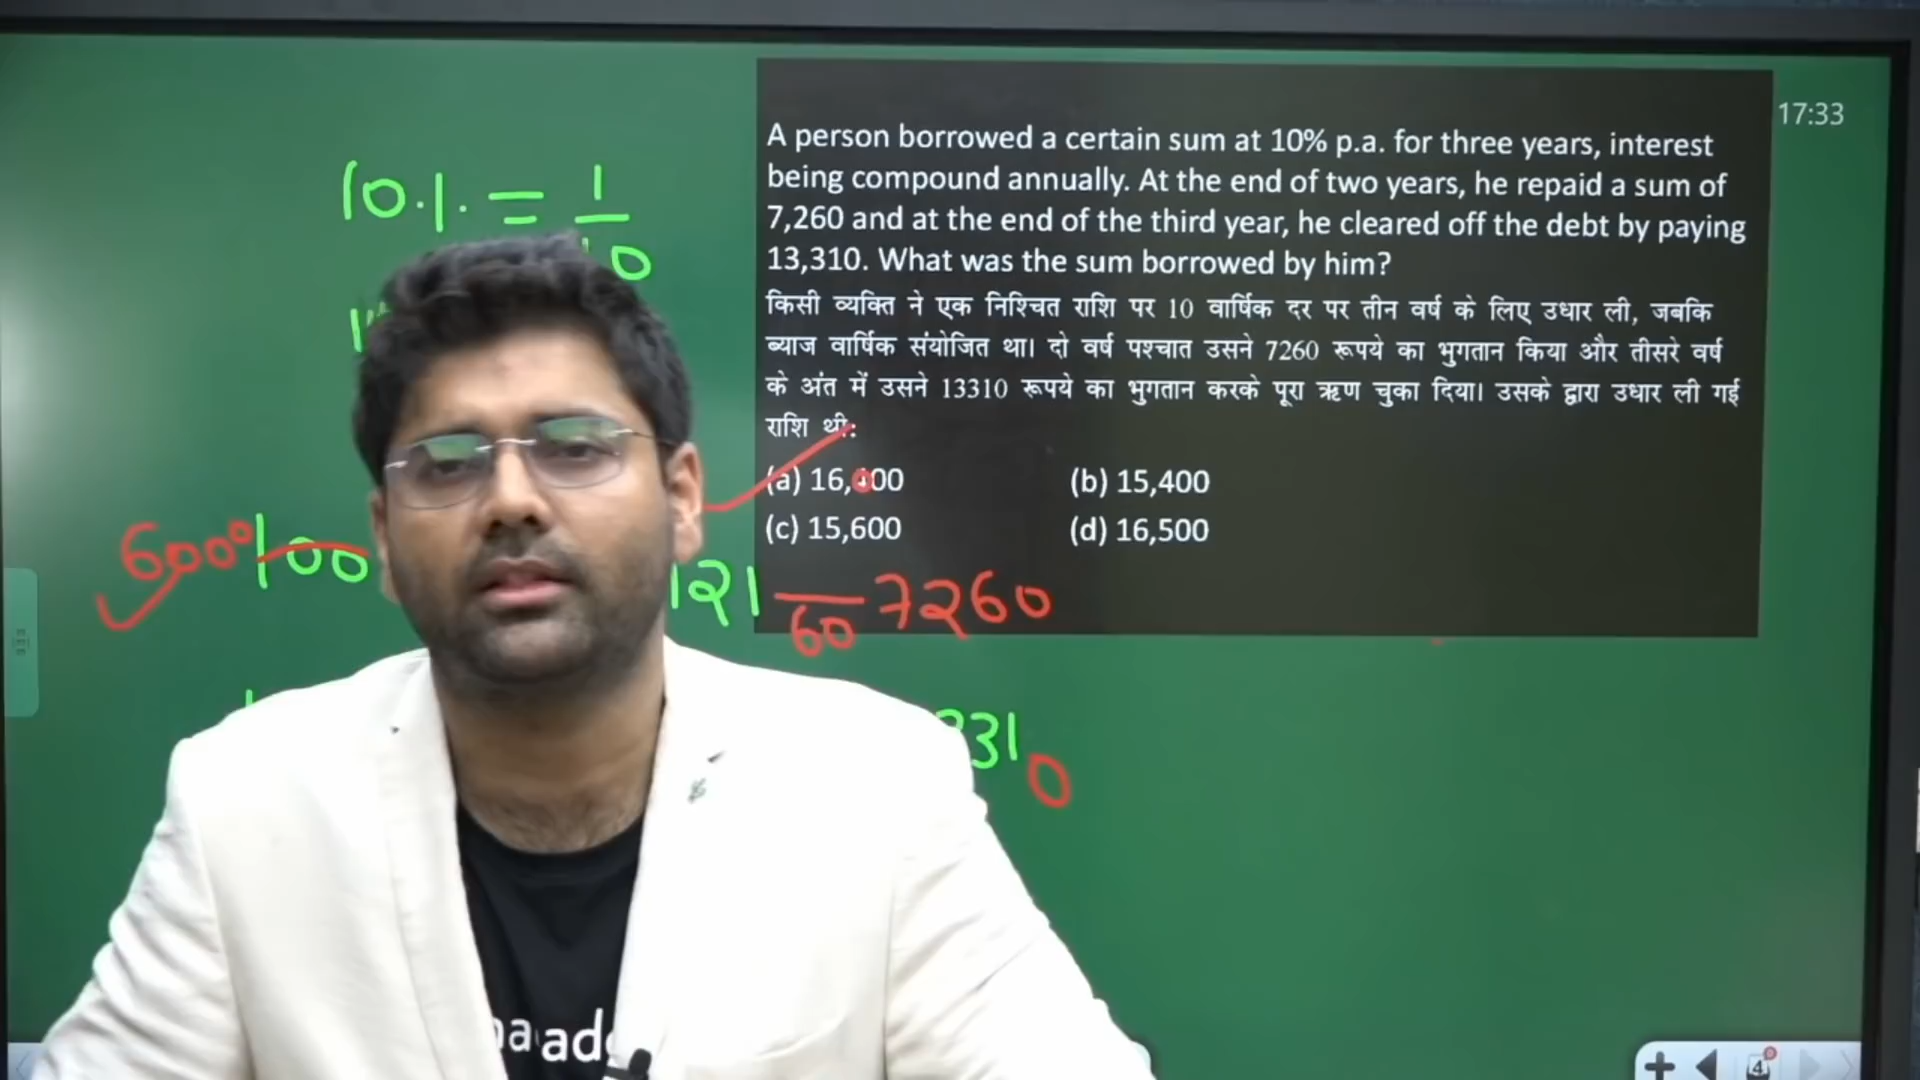 17:33
A person borrowed a certain sum at 10% p.a. for three years, interest
being compound annually. At the end of two years, he repaid a sum of
7,260 and at the end of the third year, he cleared off the debt by paying
13,310. What was the sum borrowed by him?
किसी व्यक्ति ने एक निश्चित राशि पर 10 वार्षिक दर पर तीन वर्ष के लिए उधार ली, जबकि
ब्याज वार्षिक संयोजित था। दो वर्ष पश्चात उसने 7260 रूपये का भुगतान किया और तीसरे वर्ष
के अंत में उसने 13310 रूपये का भुगतान करके पूरा ऋण चुका दिया। उसके द्वारा उधार ली गई
राशि थी:
(a) 16,000 (b) 15,400
(c) 15,600 (d) 16,500
10% = 1/10
6000 100 121 7260
60
331 0